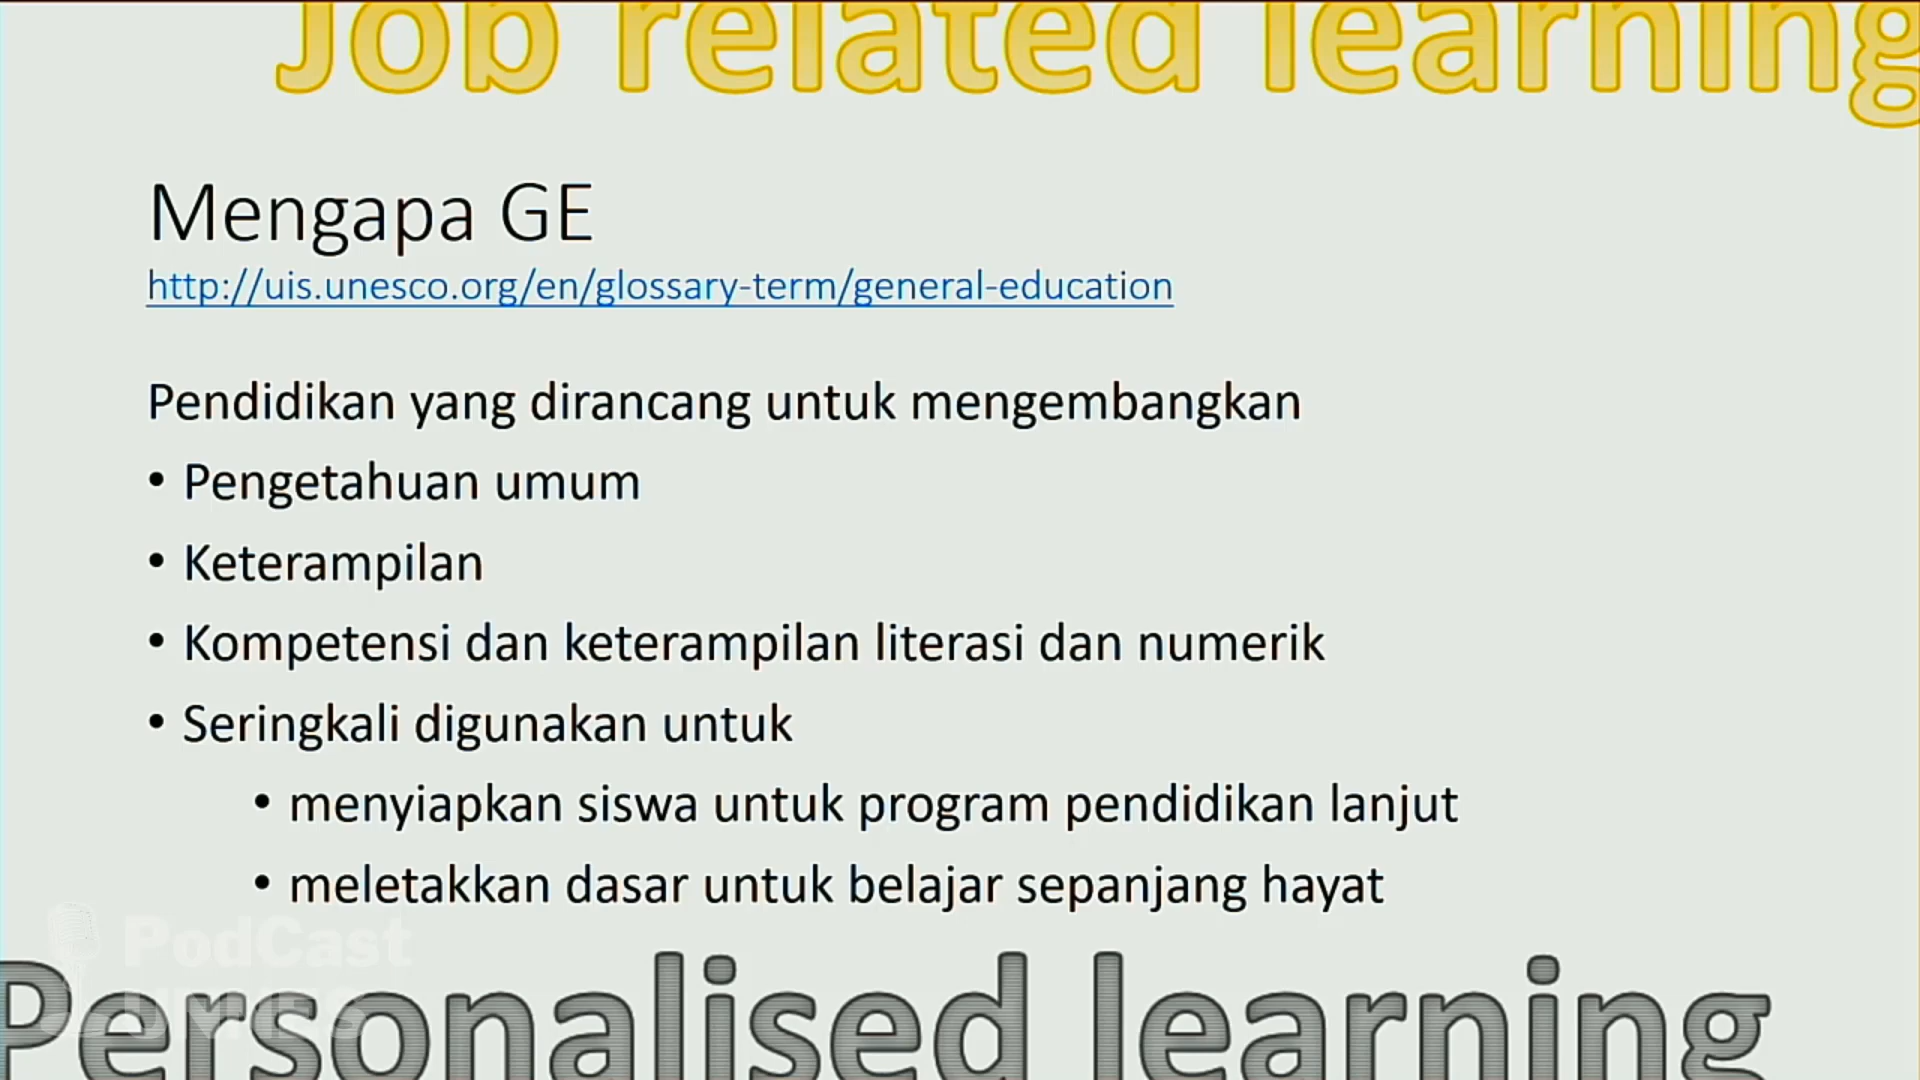 Job related learning
Mengapa GE
http://uis.unesco.org/en/glossary-term/general-education
Pendidikan yang dirancang untuk mengembangkan
• Pengetahuan umum
• Keterampilan
• Kompetensi dan keterampilan literasi dan numerik
• Seringkali digunakan untuk
• menyiapkan siswa untuk program pendidikan lanjut
• meletakkan dasar untuk belajar sepanjang hayat
PodCast
UNNES
Personalised learning